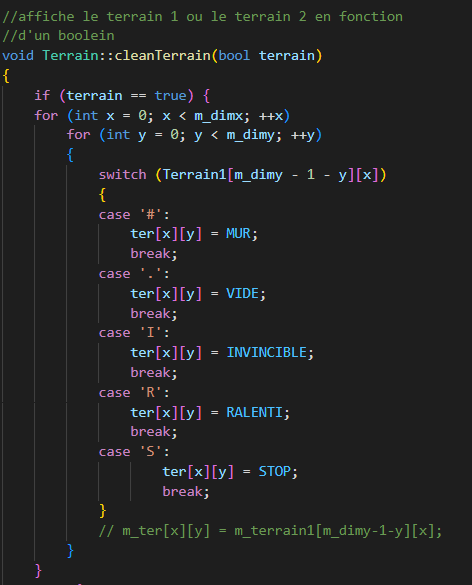 //affiche le terrain 1 ou le terrain 2 en fonction
//d'un boolein
void Terrain::cleanTerrain(bool terrain)
{
    if (terrain == true) {
    for (int x = 0; x < m_dimx; ++x)
        for (int y = 0; y < m_dimy; ++y)
        {
            switch (Terrain1[m_dimy - 1 - y][x])
            {
            case '#':
                ter[x][y] = MUR;
                break;
            case '.':
                ter[x][y] = VIDE;
                break;
            case 'I':
                ter[x][y] = INVINCIBLE;
                break;
            case 'R':
                ter[x][y] = RALENTI;
                break;
            case 'S':
                    ter[x][y] = STOP;
                    break;
            }
            // m_ter[x][y] = m_terrain1[m_dimy-1-y][x];
        }
    }